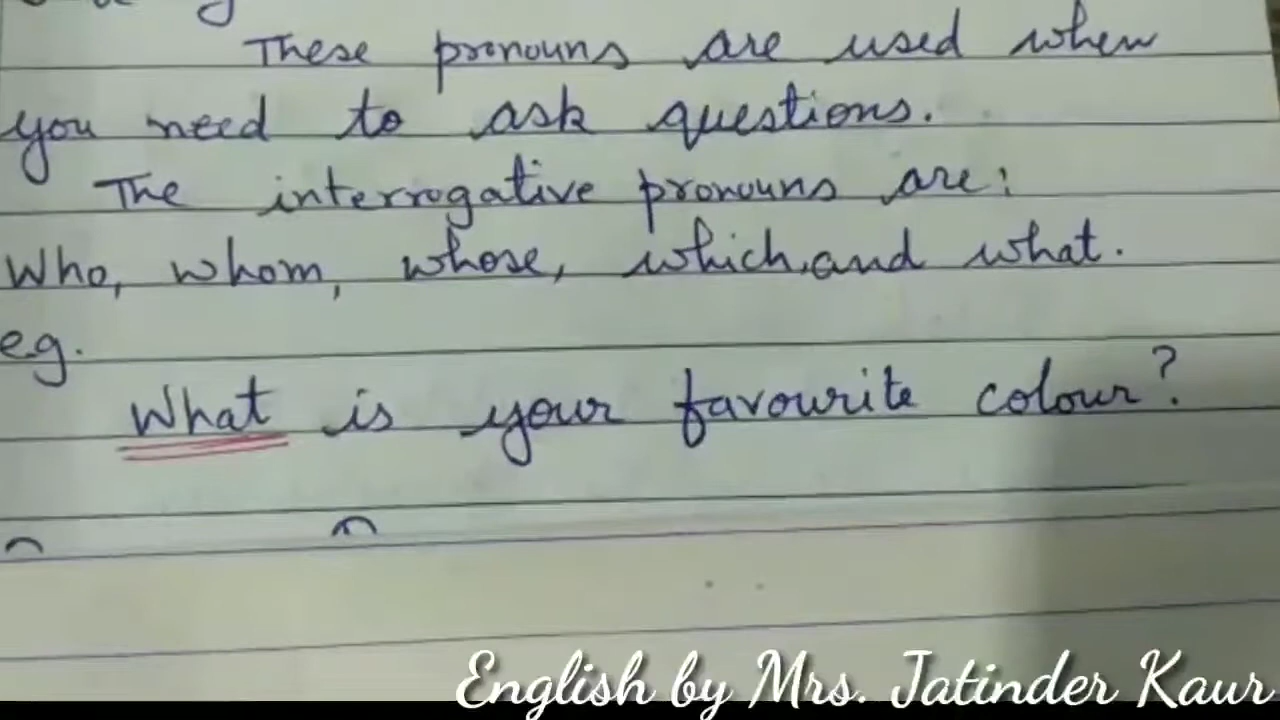 These pronouns are used when
you need to ask questions.
The interrogative pronouns are:
Who, whom, whose, which, and what.
eg.
What is your favourite colour?
English by Mrs. Jatinder Kaur